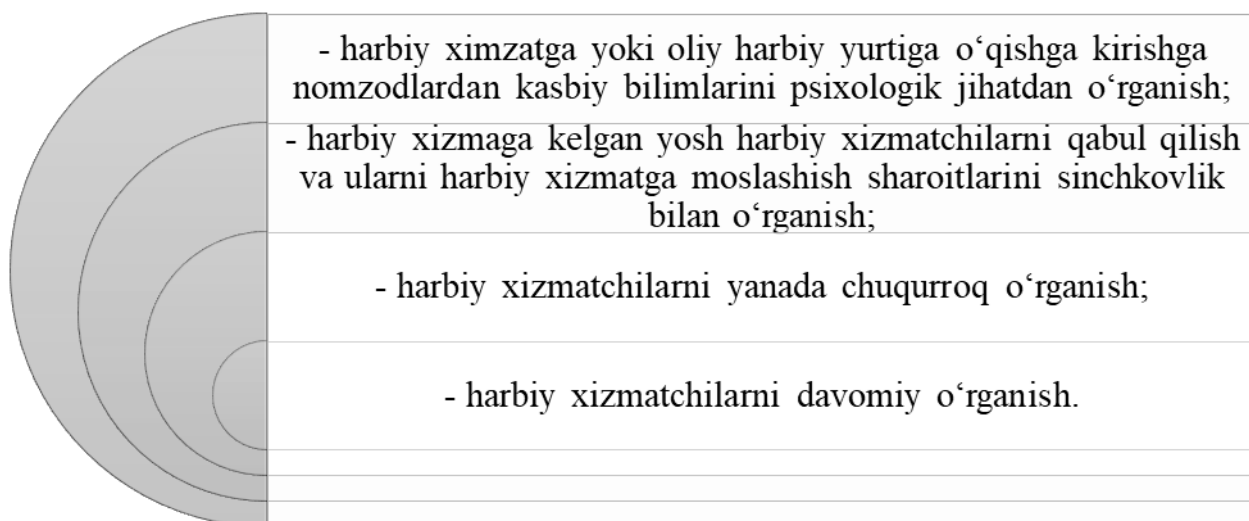 - harbiy ximzatga yoki oliy harbiy yurtiga o‘qishga kirishga
nomzodlardan kasbiy bilimlarini psixologik jihatdan o‘rganish;
- harbiy xizmaga kelgan yosh harbiy xizmatchilarni qabul qilish
va ularni harbiy xizmatga moslashish sharoitlarini sinchkovlik
bilan o‘rganish;
- harbiy xizmatchilarni yanada chuqurroq o‘rganish;
- harbiy xizmatchilarni davomiy o‘rganish.